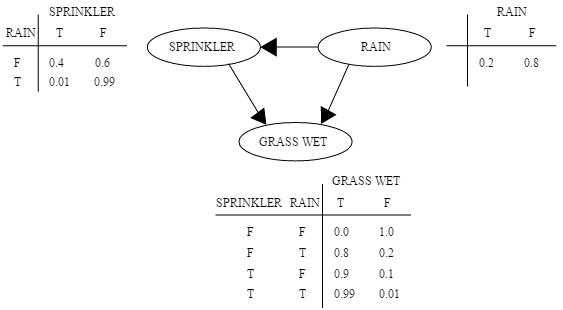 SPRINKLER
RAIN T F
F 0.4 0.6
T 0.01 0.99
SPRINKLER
RAIN
RAIN
T F
0.2 0.8
GRASS WET
GRASS WET
SPRINKLER RAIN T F
F F 0.0 1.0
F T 0.8 0.2
T F 0.9 0.1
T T 0.99 0.01